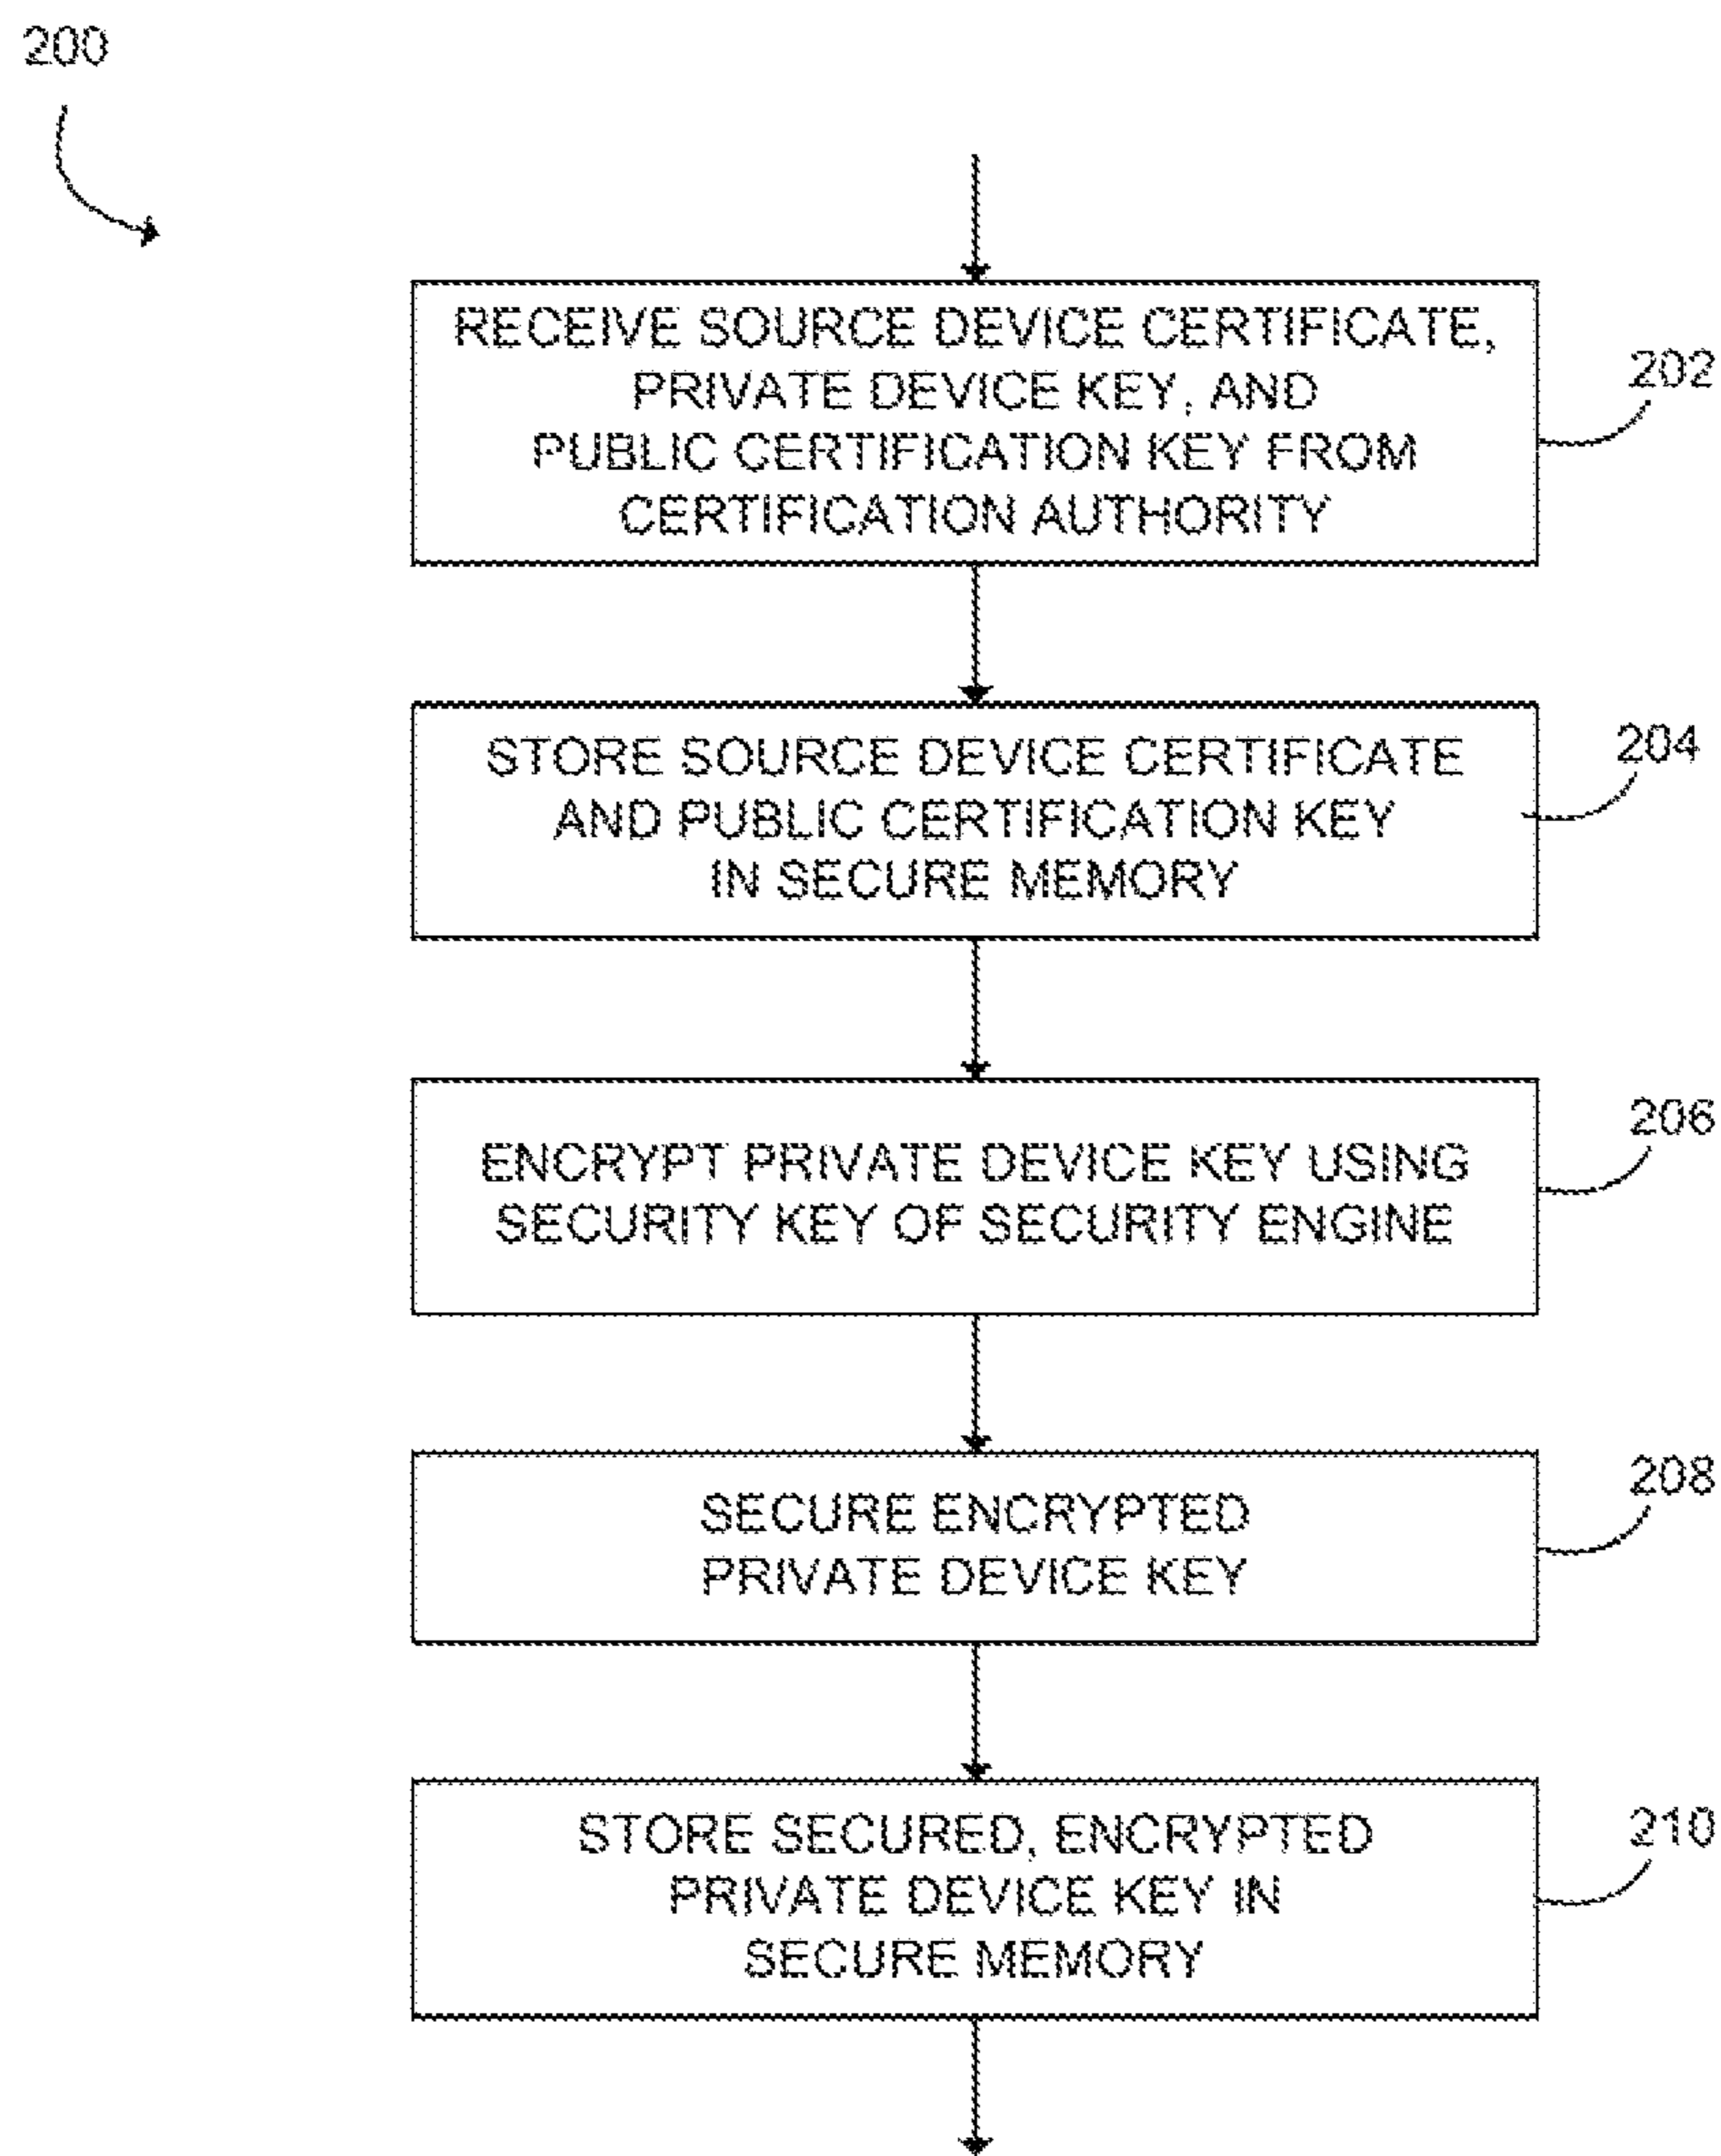 200
RECEIVE SOURCE DEVICE CERTIFICATE,
PRIVATE DEVICE KEY, AND
PUBLIC CERTIFICATION KEY FROM
CERTIFICATION AUTHORITY
202
STORE SOURCE DEVICE CERTIFICATE
AND PUBLIC CERTIFICATION KEY
IN SECURE MEMORY
204
ENCRYPT PRIVATE DEVICE KEY USING
SECURITY KEY OF SECURITY ENGINE
206
SECURE ENCRYPTED
PRIVATE DEVICE KEY
208
STORE SECURED, ENCRYPTED
PRIVATE DEVICE KEY IN
SECURE MEMORY
210